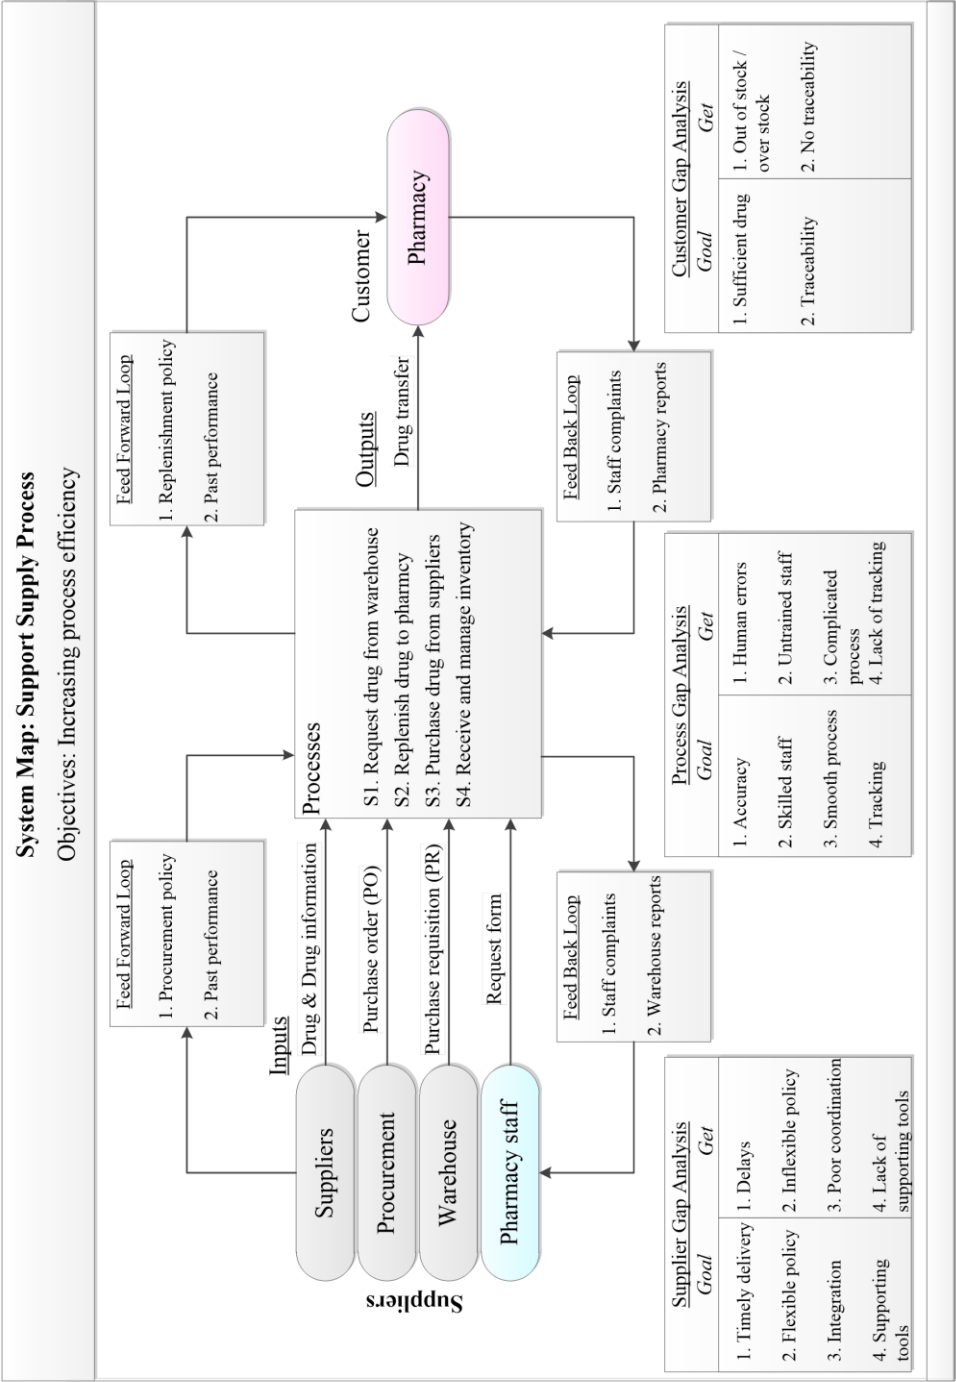 System Map: Support Supply Process
Objectives: Increasing process efficiency
Feed Forward Loop
1. Procurement policy
2. Past performance
Feed Forward Loop
1. Replenishment policy
2. Past performance
Suppliers
Inputs
Suppliers
Procurement
Warehouse
Pharmacy staff
Drug & Drug information
Purchase order (PO)
Purchase requisition (PR)
Request form
Processes
S1. Request drug from warehouse
S2. Replenish drug to pharmcy
S3. Purchase drug from suppliers
S4. Receive and manage inventory
Outputs
Drug transfer
Customer
Pharmacy
Feed Back Loop
1. Staff complaints
2. Warehouse reports
Feed Back Loop
1. Staff complaints
2. Pharmacy reports
Supplier Gap Analysis
Goal
1. Timely delivery
2. Flexible policy
3. Integration
4. Supporting
tools
Get
1. Delays
2. Inflexible policy
3. Poor coordination
4. Lack of
supporting tools
Process Gap Analysis
Goal
1. Accuracy
2. Skilled staff
3. Smooth process
4. Tracking
Get
1. Human errors
2. Untrained staff
3. Complicated
process
4. Lack of tracking
Customer Gap Analysis
Goal
1. Sufficient drug
2. Traceability
Get
1. Out of stock /
over stock
2. No traceability